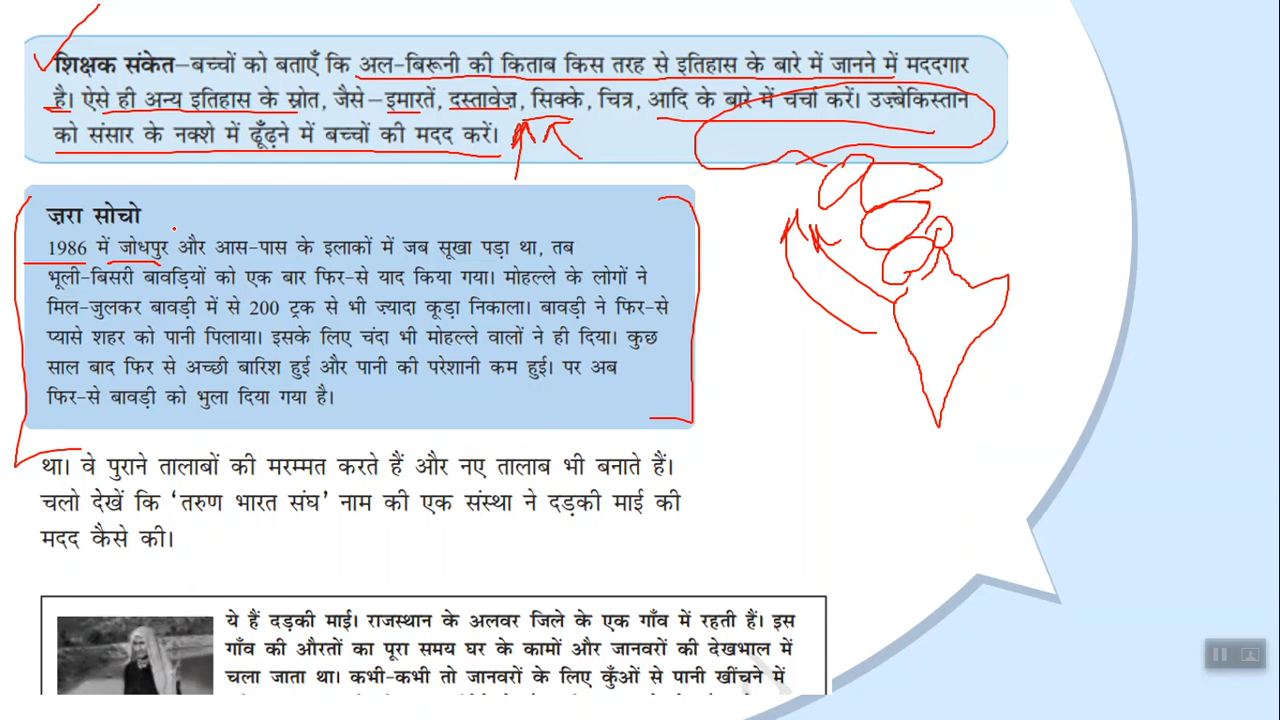 शिक्षक संकेत–बच्चों को बताएँ कि अल-बिरूनी की किताब किस तरह से इतिहास के बारे में जानने में मददगार
है। ऐसे ही अन्य इतिहास के स्रोत, जैसे–इमारतें, दस्तावेज़, सिक्के, चित्र, आदि के बारे में चर्चा करें। उज़्बेकिस्तान
को संसार के नक्शे में ढूँढ़ने में बच्चों की मदद करें।
ज़रा सोचो
1986 में जोधपुर और आस-पास के इलाकों में जब सूखा पड़ा था, तब
भूली-बिसरी बावड़ियों को एक बार फिर-से याद किया गया। मोहल्ले के लोगों ने
मिल-जुलकर बावड़ी में से 200 ट्रक से भी ज़्यादा कूड़ा निकाला। बावड़ी ने फिर-से
प्यासे शहर को पानी पिलाया। इसके लिए चंदा भी मोहल्ले वालों ने ही दिया। कुछ
साल बाद फिर से अच्छी बारिश हुई और पानी की परेशानी कम हुई। पर अब
फिर-से बावड़ी को भुला दिया गया है।
था। वे पुराने तालाबों की मरम्मत करते हैं और नए तालाब भी बनाते हैं।
चलो देखें कि ‘तरुण भारत संघ’ नाम की एक संस्था ने दड़की माई की
मदद कैसे की।
ये हैं दड़की माई। राजस्थान के अलवर जिले के एक गाँव में रहती हैं। इस
गाँव की औरतों का पूरा समय घर के कामों और जानवरों की देखभाल में
चला जाता था। कभी-कभी तो जानवरों के लिए कुँओं से पानी खींचने में